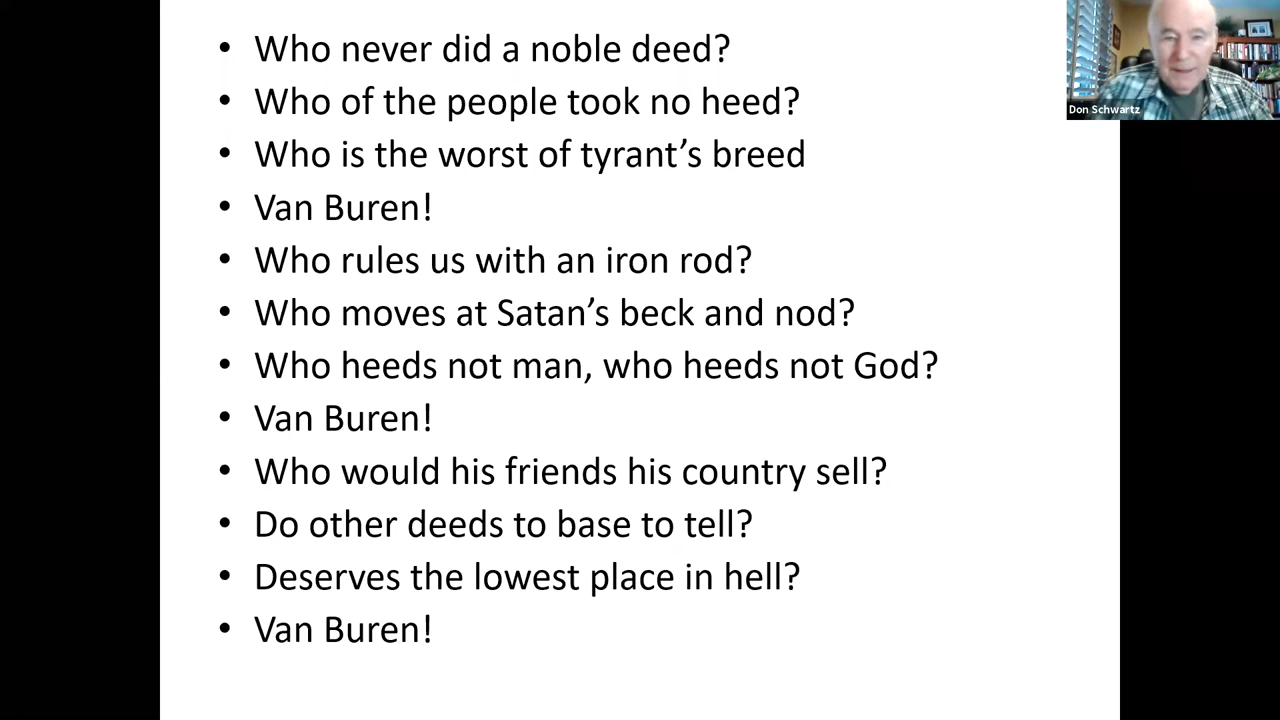 • Who never did a noble deed?
• Who of the people took no heed?
• Who is the worst of tyrant’s breed
• Van Buren!
• Who rules us with an iron rod?
• Who moves at Satan’s beck and nod?
• Who heeds not man, who heeds not God?
• Van Buren!
• Who would his friends his country sell?
• Do other deeds to base to tell?
• Deserves the lowest place in hell?
• Van Buren!
Don Schwartz